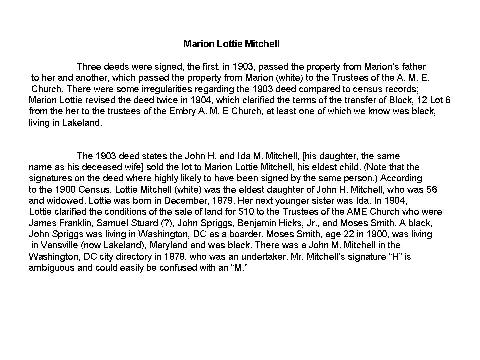 Marion Lottie Mitchell
Three deeds were signed, the first. in 1903, passed the property from Marion's father
to her and another, which passed the property from Marion (white) to the Trustees of the A. M. E.
Church. There were some irregularities regarding the 1903 deed compared to census records;
Marion Lottie revised the deed twice in 1904, which clarified the terms of the transfer of Block, 12 Lot 6
from the her to the trustees of the Embry A. M. E Church, at least one of which we know was black,
living in Lakeland.
The 1903 deed states the John H. and Ida M. Mitchell, [his daughter, the same
name as his deceased wife] sold the lot to Marion Lottie Mitchell, his eldest child. (Note that the
signatures on the deed where highly likely to have been signed by the same person.) According
to the 1900 Census. Lottie Mitchell (white) was the eldest daughter of John H. Mitchell, who was 56
and widowed. Lottie was born in December, 1879. Her next younger sister was Ida. In 1904,
Lottie clarified the conditions of the sale of land for $10 to the Trustees of the AME Church who were
James Franklin, Samuel Stuard (?), John Spriggs, Benjamin Hicks, Jr., and Moses Smith. A black,
John Spriggs was living in Washington, DC as a boarder. Moses Smith, age 22 in 1900, was living
in Vansville (now Lakeland), Maryland and was black. There was a John M. Mitchell in the
Washington, DC city directory in 1878, who was an undertaker. Mr. Mitchell's signature "H" is
ambiguous and could easily be confused with an "M."